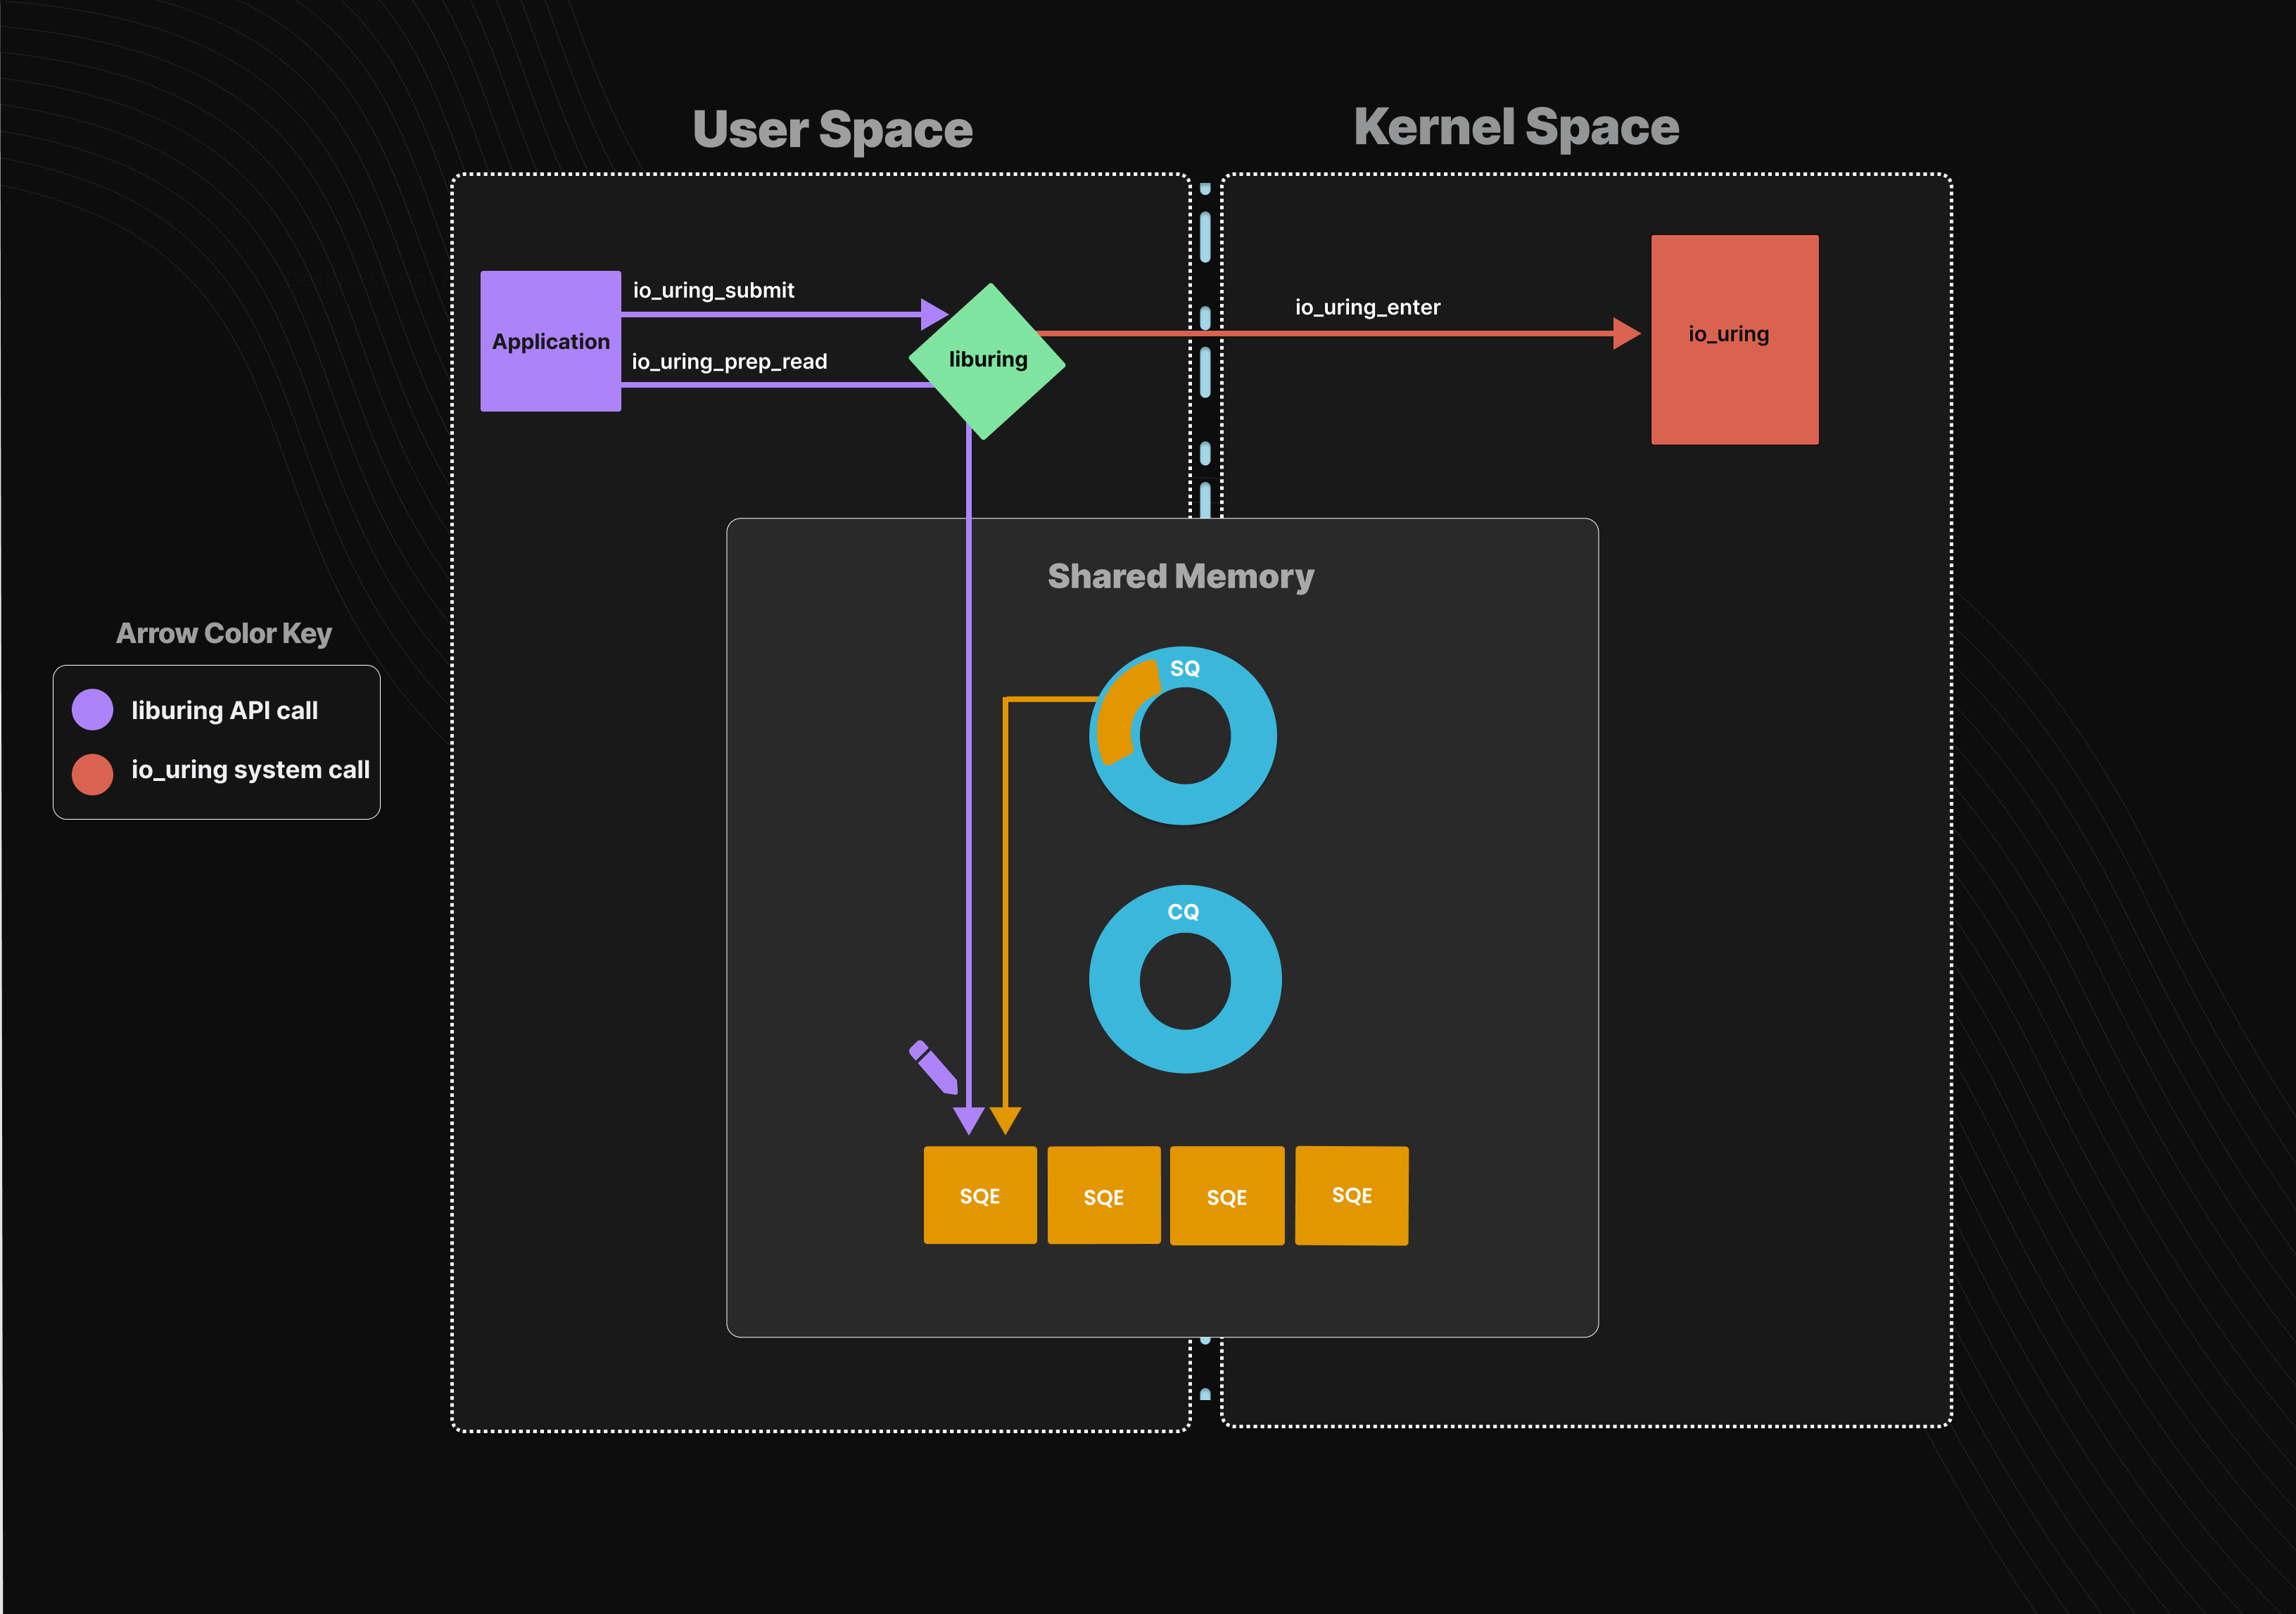 User Space
Kernel Space
io_uring_submit
Application
io_uring_prep_read
liburing
io_uring_enter
io_uring
Shared Memory
SQ
CQ
SQE
SQE
SQE
SQE
Arrow Color Key
liburing API call
io_uring system call